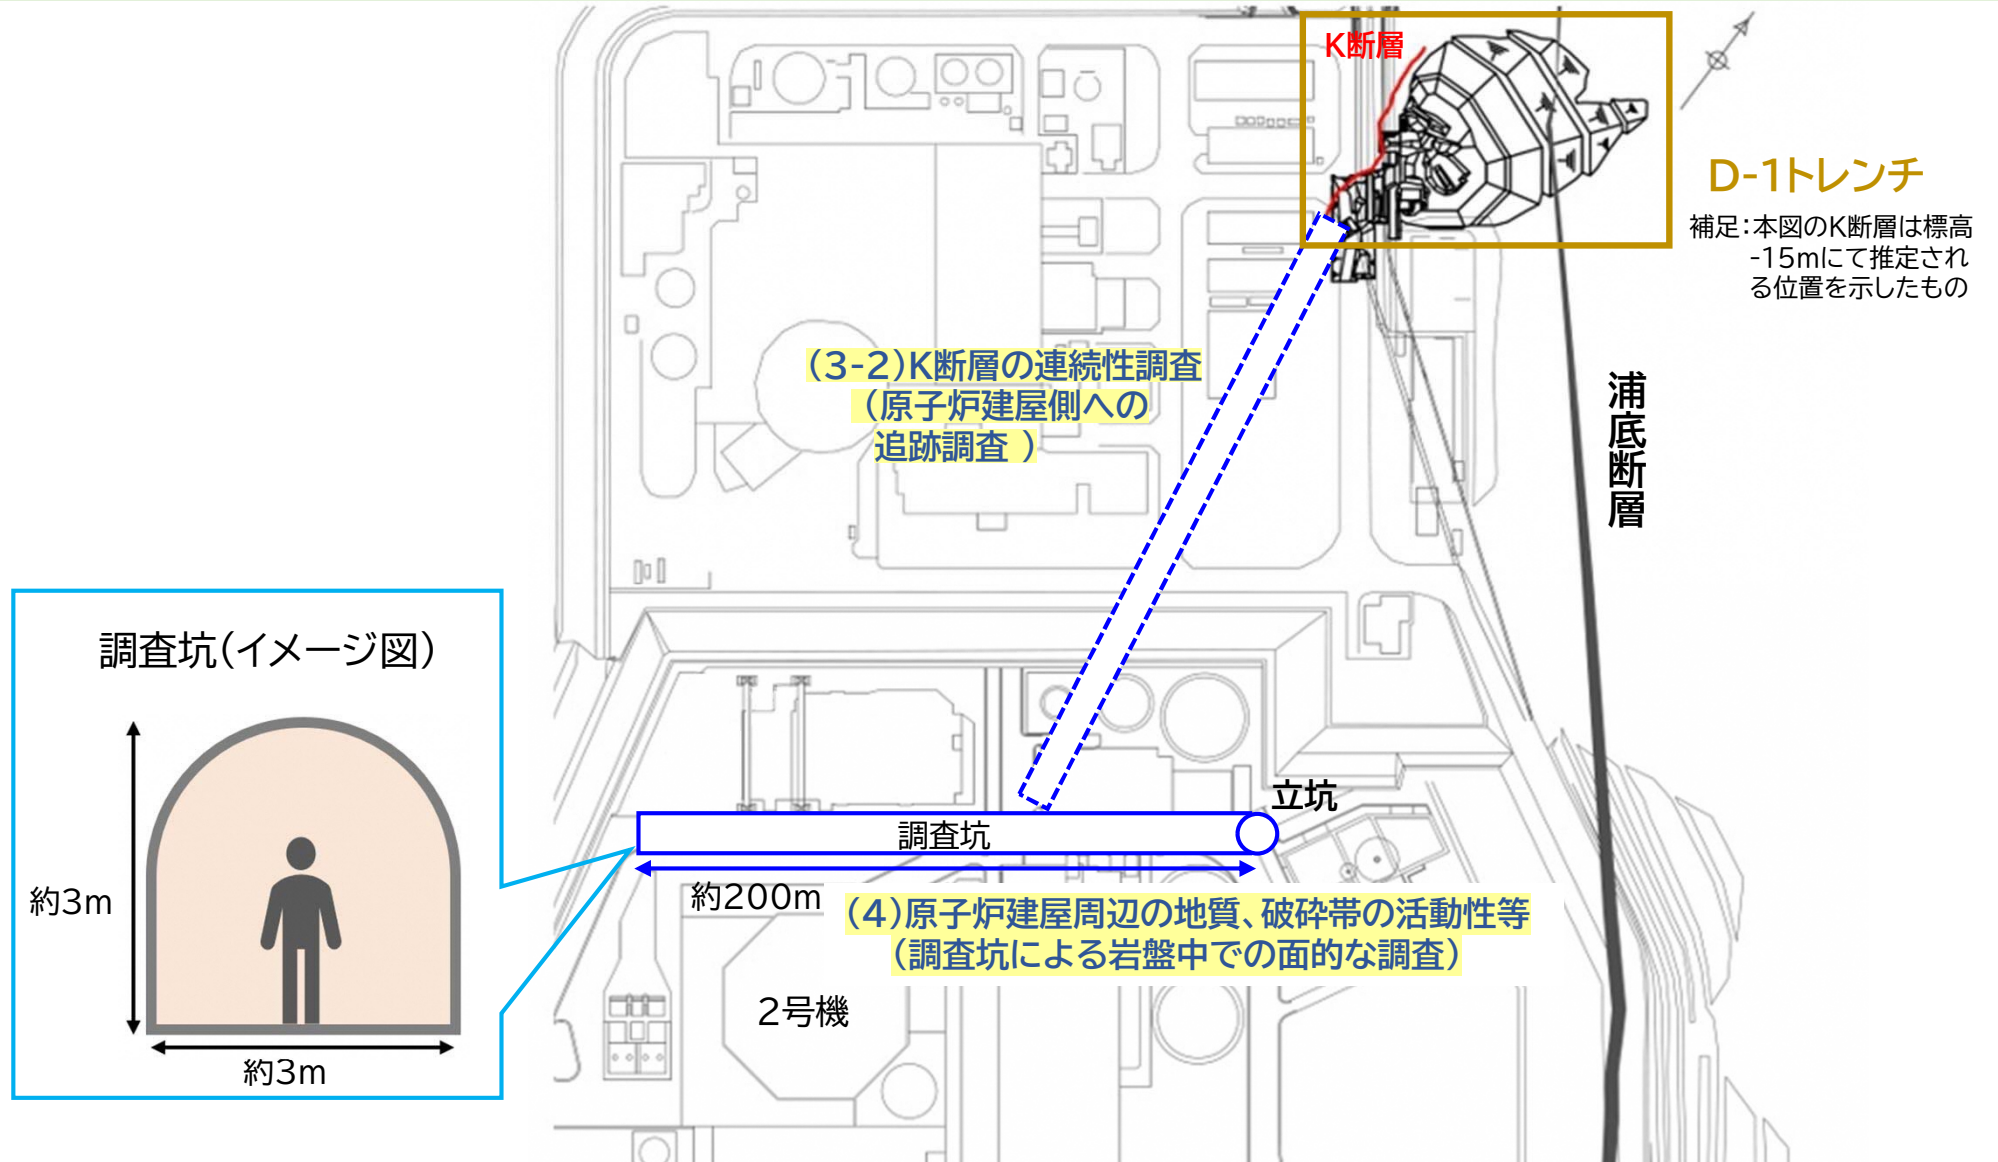 K断層
D-1トレンチ
補足：本図のK断層は標高
-15mにて推定され
る位置を示したもの
(3-2)K断層の連続性調査
（原子炉建屋側への
追跡調査 ）
浦底断層
調査坑(イメージ図)
約3m
約3m
立坑
調査坑
約200m
(4)原子炉建屋周辺の地質、破砕帯の活動性等
（調査坑による岩盤中での面的な調査）
2号機